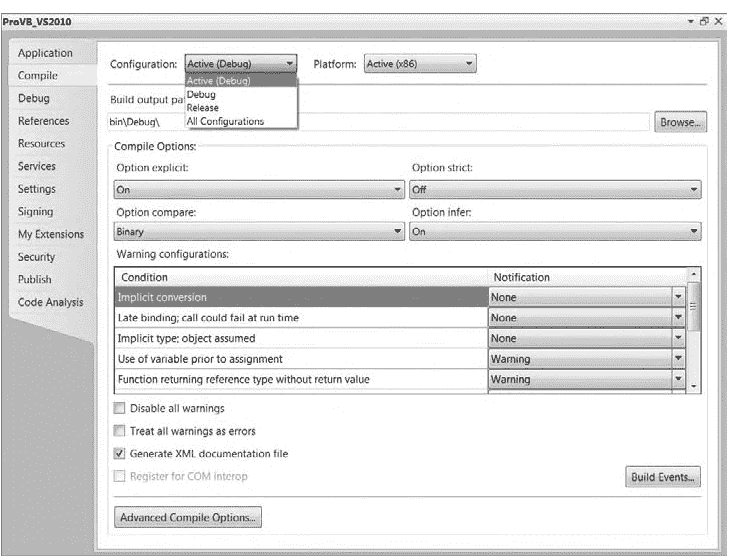 ProVB_VS2010
Application
Compile
Debug
References
Resources
Services
Settings
Signing
My Extensions
Security
Publish
Code Analysis
Configuration: Active (Debug) Platform: Active (x86)
Active (Debug)
Debug
Release
All Configurations
Build output pa
bin\Debug\ Browse...
Compile Options:
Option explicit: Option strict:
On Off
Option compare: Option infer:
Binary On
Warning configurations:
Condition Notification
Implicit conversion None
Late binding; call could fail at run time None
Implicit type; object assumed None
Use of variable prior to assignment Warning
Function returning reference type without return value Warning
Disable all warnings
Treat all warnings as errors
Generate XML documentation file
Register for COM interop
Build Events...
Advanced Compile Options...